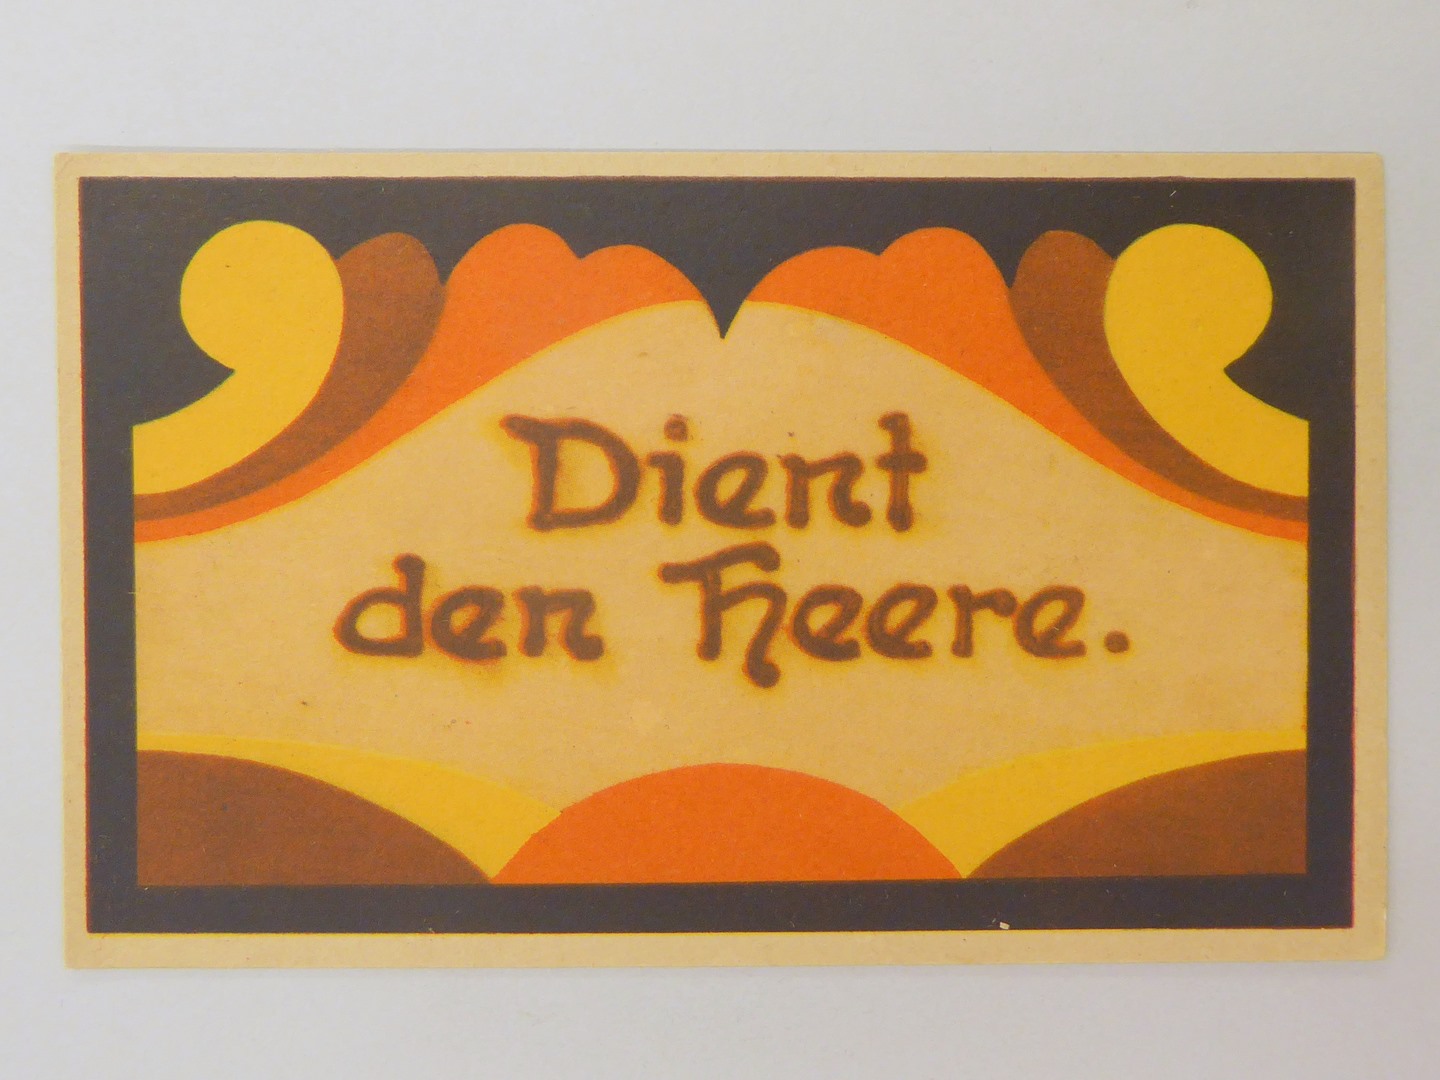 Dient
den Heere.